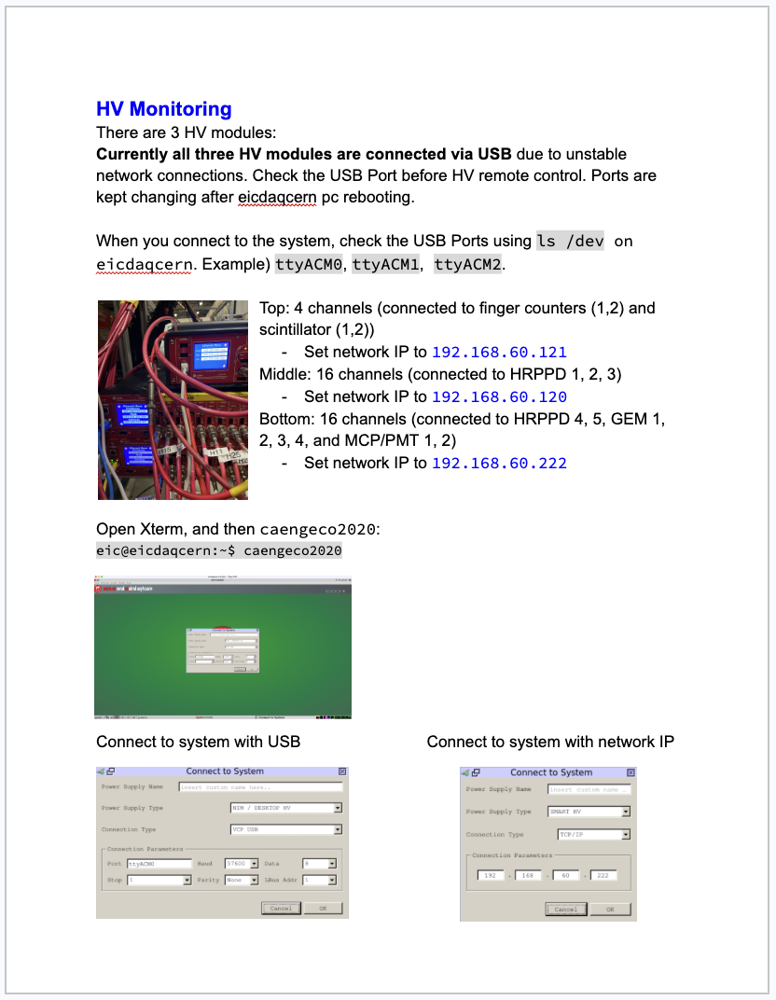 HV Monitoring
There are 3 HV modules:
Currently all three HV modules are connected via USB due to unstable
network connections. Check the USB Port before HV remote control. Ports are
kept changing after eicdaqcern pc rebooting.
When you connect to the system, check the USB Ports using ls /dev on
eicdaqcern. Example) ttyACM0, ttyACM1, ttyACM2.
Top: 4 channels (connected to finger counters (1,2) and
scintillator (1,2))
- Set network IP to 192.168.60.121
Middle: 16 channels (connected to HRPPD 1, 2, 3)
- Set network IP to 192.168.60.120
Bottom: 16 channels (connected to HRPPD 4, 5, GEM 1,
2, 3, 4, and MCP/PMT 1, 2)
- Set network IP to 192.168.60.222
H15
H11
H25
Open Xterm, and then caengeco2020:
eic@eicdaqcern:~$ caengeco2020
Connect to System
Connect to system with USB
Connect to System
Power Supply Name insert custom name here..
Power Supply Type NIM / DESKTOP HV
Connection Type VCP USB
Connection Parameters
Port ttyACM0 Baud 57600 Data 8
Stop 1 Parity None LBus Addr 1
Cancel OK
Connect to system with network IP
Connect to System
Power Supply Name insert custom name ..
Power Supply Type SMART HV
Connection Type TCP/IP
Connection Parameters
192 . 168 . 60 . 222
Cancel OK